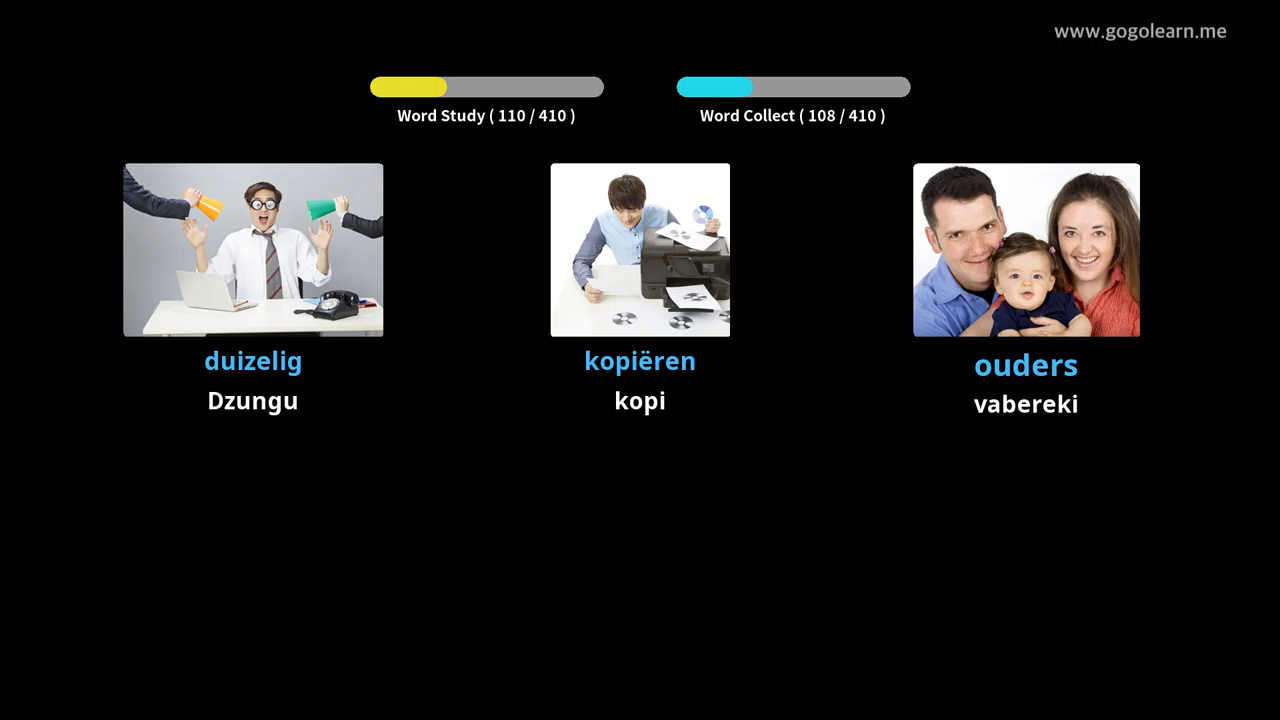 www.gogolearn.me
Word Study ( 110 / 410 )
Word Collect ( 108 / 410 )
duizelig
Dzungu
kopiëren
kopi
ouders
vabereki